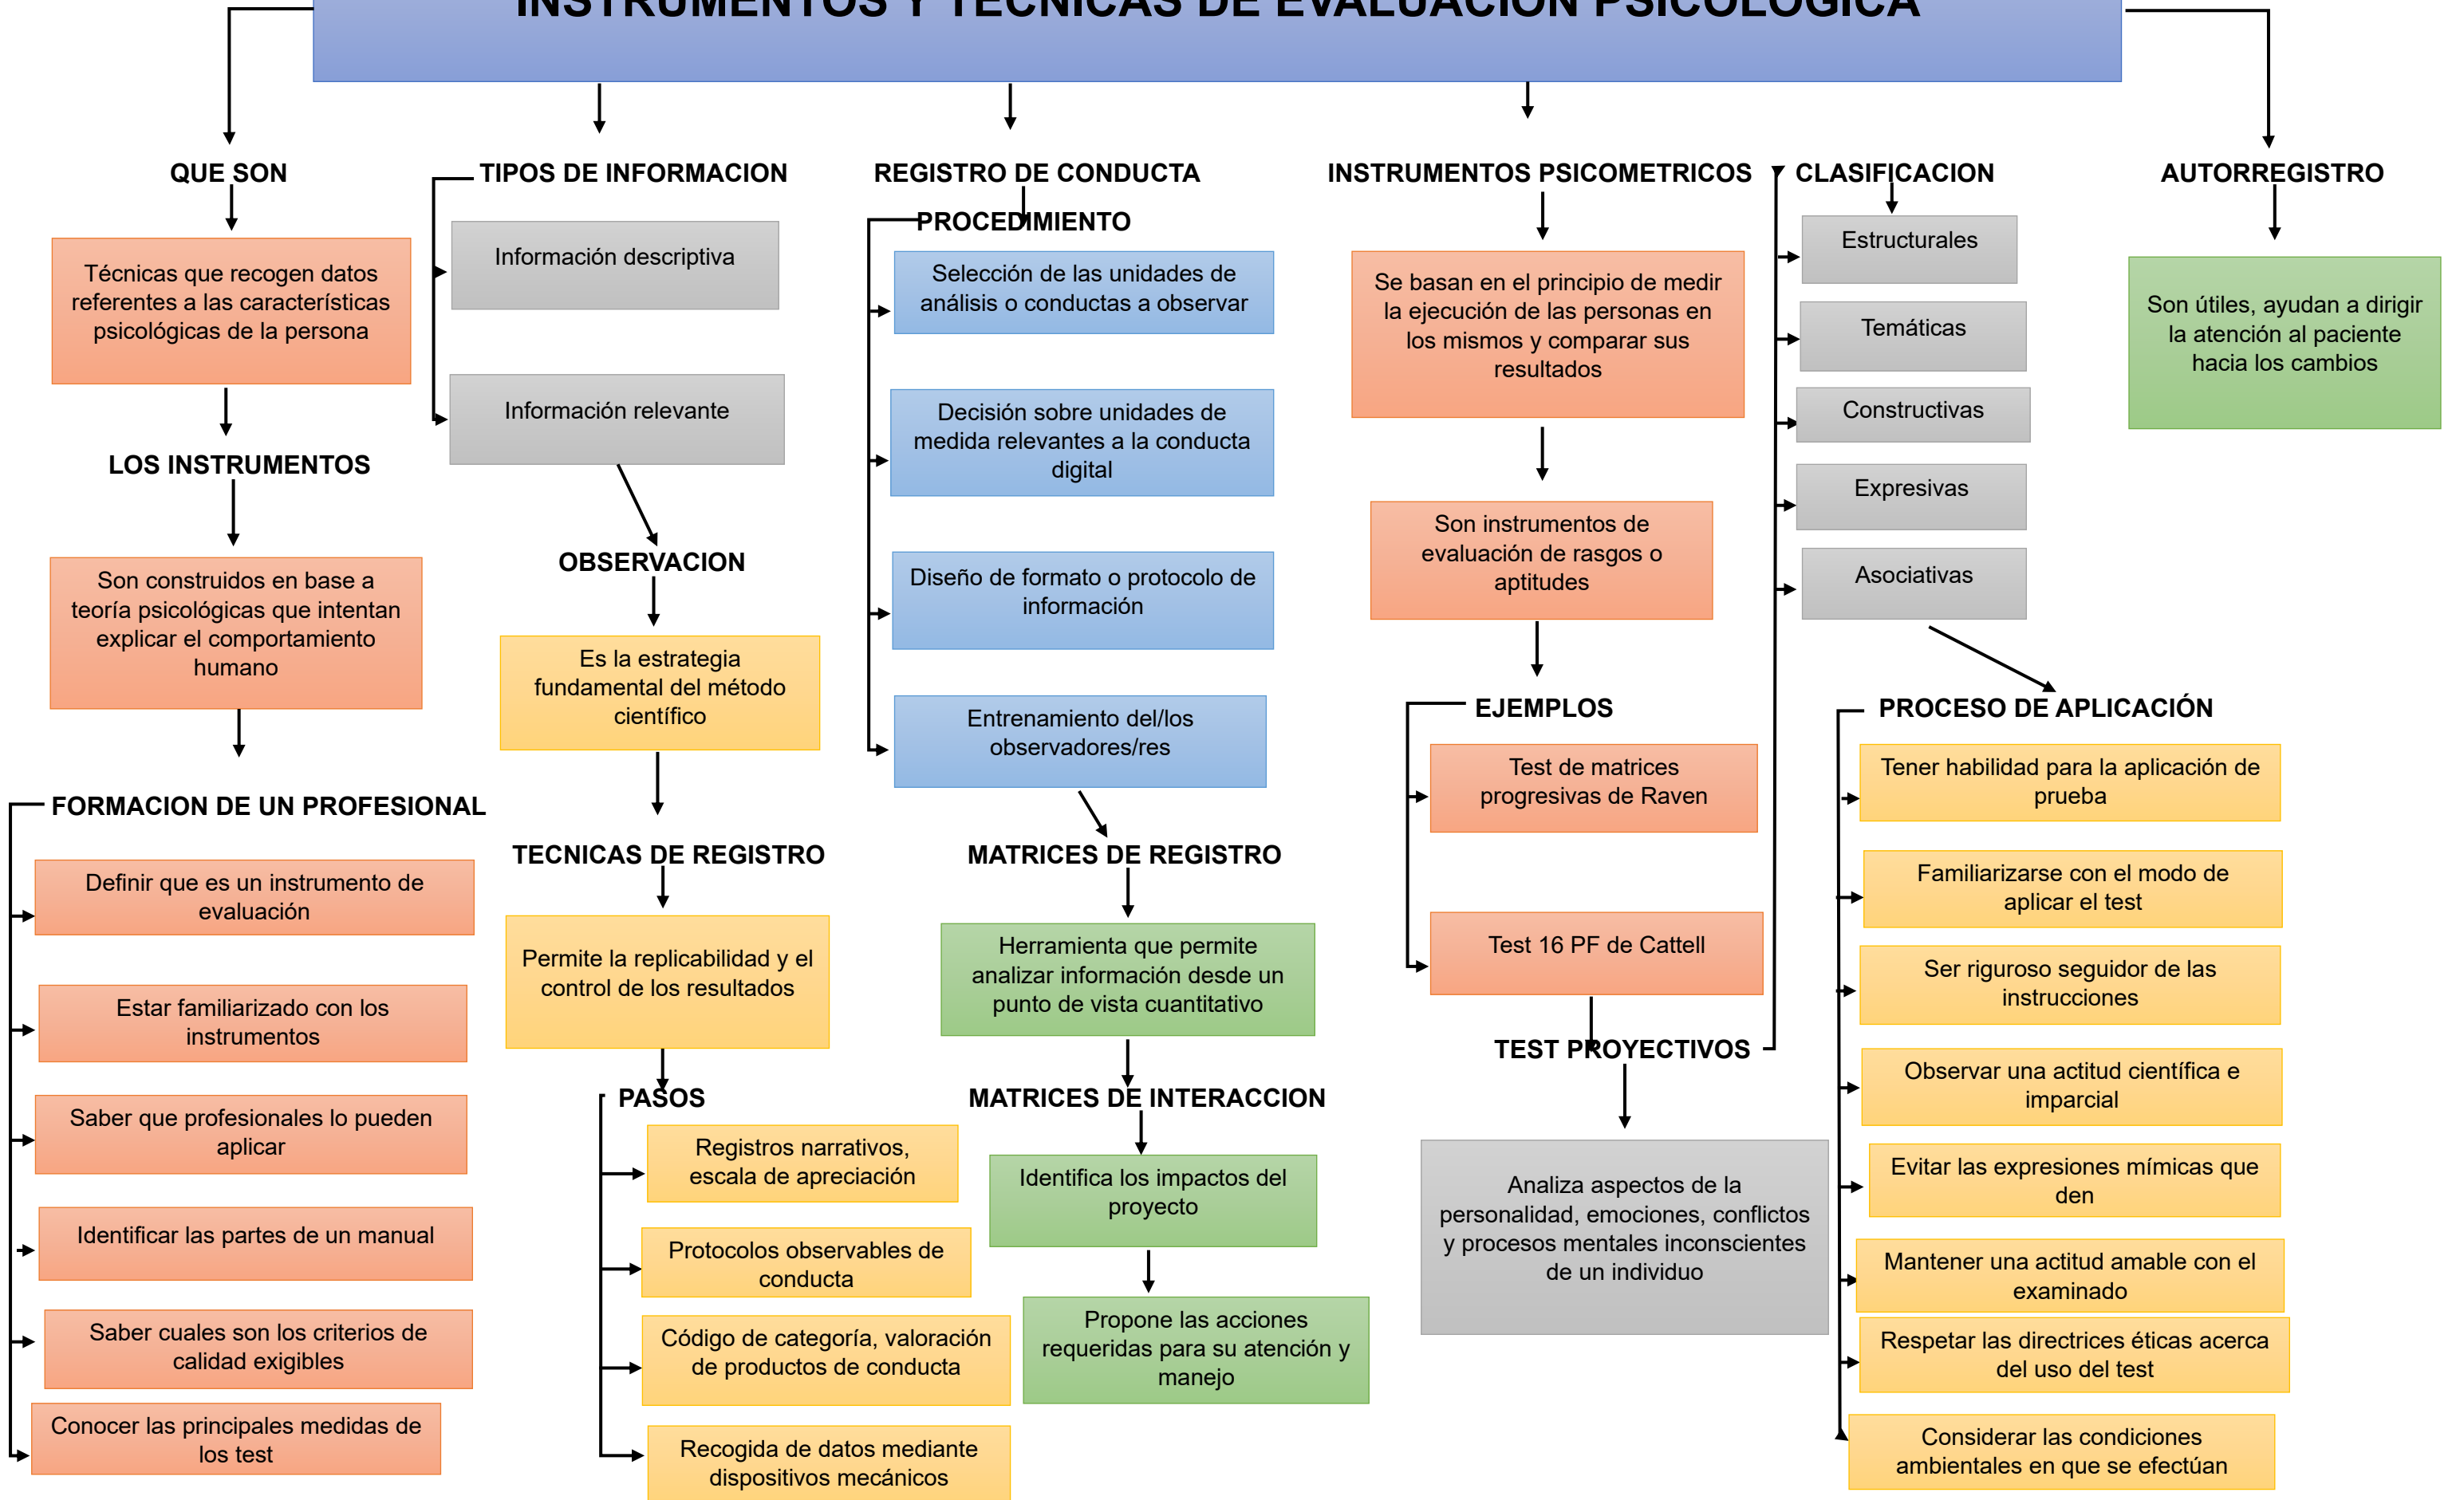 INSTRUMENTOS Y TECNICAS DE EVALUACION PSICOLOGICA
QUE SON
Técnicas que recogen datos
referentes a las características
psicológicas de la persona
LOS INSTRUMENTOS
Son construidos en base a
teoría psicológicas que intentan
explicar el comportamiento
humano
FORMACION DE UN PROFESIONAL
Definir que es un instrumento de
evaluación
Estar familiarizado con los
instrumentos
Saber que profesionales lo pueden
aplicar
Identificar las partes de un manual
Saber cuales son los criterios de
calidad exigibles
Conocer las principales medidas de
los test
TIPOS DE INFORMACION
Información descriptiva
Información relevante
OBSERVACION
Es la estrategia
fundamental del método
científico
TECNICAS DE REGISTRO
Permite la replicabilidad y el
control de los resultados
PASOS
Registros narrativos,
escala de apreciación
Protocolos observables de
conducta
Código de categoría, valoración
de productos de conducta
Recogida de datos mediante
dispositivos mecánicos
REGISTRO DE CONDUCTA
PROCEDIMIENTO
Selección de las unidades de
análisis o conductas a observar
Decisión sobre unidades de
medida relevantes a la conducta
digital
Diseño de formato o protocolo de
información
Entrenamiento del/los
observadores/res
MATRICES DE REGISTRO
Herramienta que permite
analizar información desde un
punto de vista cuantitativo
MATRICES DE INTERACCION
Identifica los impactos del
proyecto
Propone las acciones
requeridas para su atención y
manejo
INSTRUMENTOS PSICOMETRICOS
Se basan en el principio de medir
la ejecución de las personas en
los mismos y comparar sus
resultados
Son instrumentos de
evaluación de rasgos o
aptitudes
EJEMPLOS
Test de matrices
progresivas de Raven
Test 16 PF de Cattell
TEST PROYECTIVOS
Analiza aspectos de la
personalidad, emociones, conflictos
y procesos mentales inconscientes
de un individuo
CLASIFICACION
Estructurales
Temáticas
Constructivas
Expresivas
Asociativas
PROCESO DE APLICACIÓN
Tener habilidad para la aplicación de
prueba
Familiarizarse con el modo de
aplicar el test
Ser riguroso seguidor de las
instrucciones
Observar una actitud científica e
imparcial
Evitar las expresiones mímicas que
den
Mantener una actitud amable con el
examinado
Respetar las directrices éticas acerca
del uso del test
Considerar las condiciones
ambientales en que se efectúan
AUTORREGISTRO
Son útiles, ayudan a dirigir
la atención al paciente
hacia los cambios